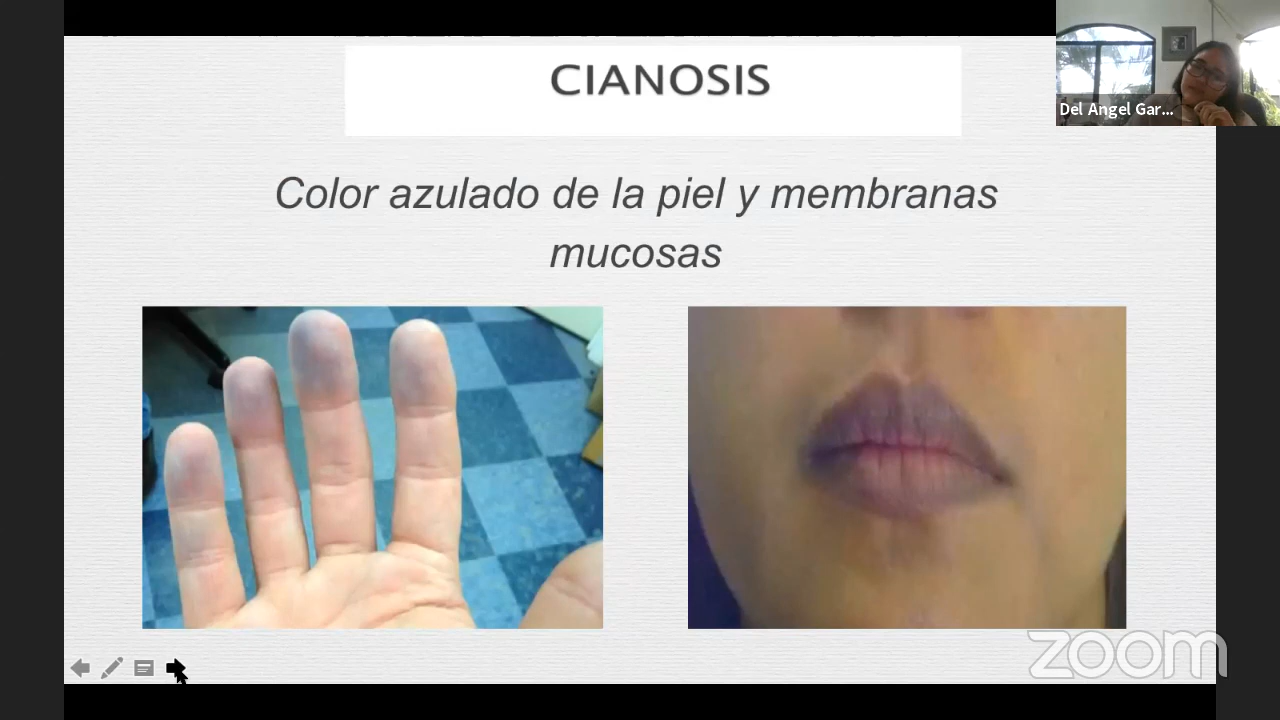 CIANOSIS
Del Angel Gar...
Color azulado de la piel y membranas
mucosas
zoom